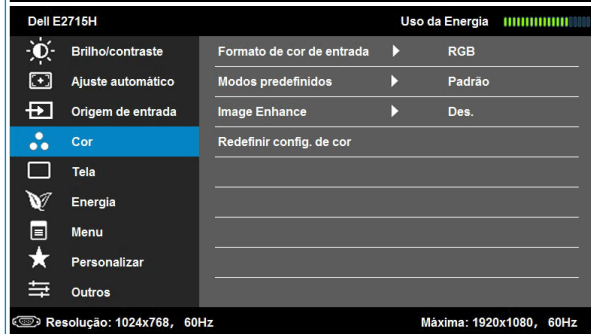 Dell E2715H Uso da Energia
Brilho/contraste Formato de cor de entrada RGB
Ajuste automático Modos predefinidos Padrão
Origem de entrada Image Enhance Des.
Cor Redefinir config. de cor
Tela
Energia
Menu
Personalizar
Outros
Resolução: 1024x768, 60Hz Máxima: 1920x1080, 60Hz